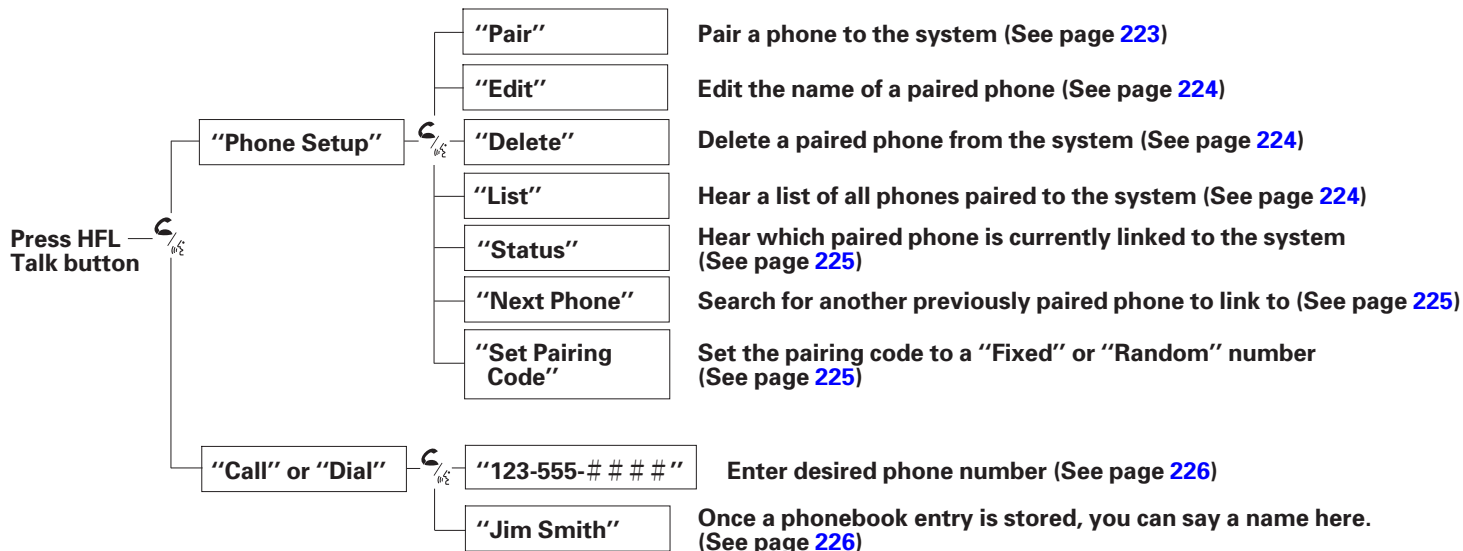 "Pair" Pair a phone to the system (See page 223)
"Edit" Edit the name of a paired phone (See page 224)
"Phone Setup" "Delete" Delete a paired phone from the system (See page 224)
"List" Hear a list of all phones paired to the system (See page 224)
Press HFL
Talk button
"Status" Hear which paired phone is currently linked to the system
(See page 225)
"Next Phone" Search for another previously paired phone to link to (See page 225)
"Set Pairing
Code"
Set the pairing code to a "Fixed" or "Random" number
(See page 225)
"Call" or "Dial" "123-555-####" Enter desired phone number (See page 226)
"Jim Smith" Once a phonebook entry is stored, you can say a name here.
(See page 226)